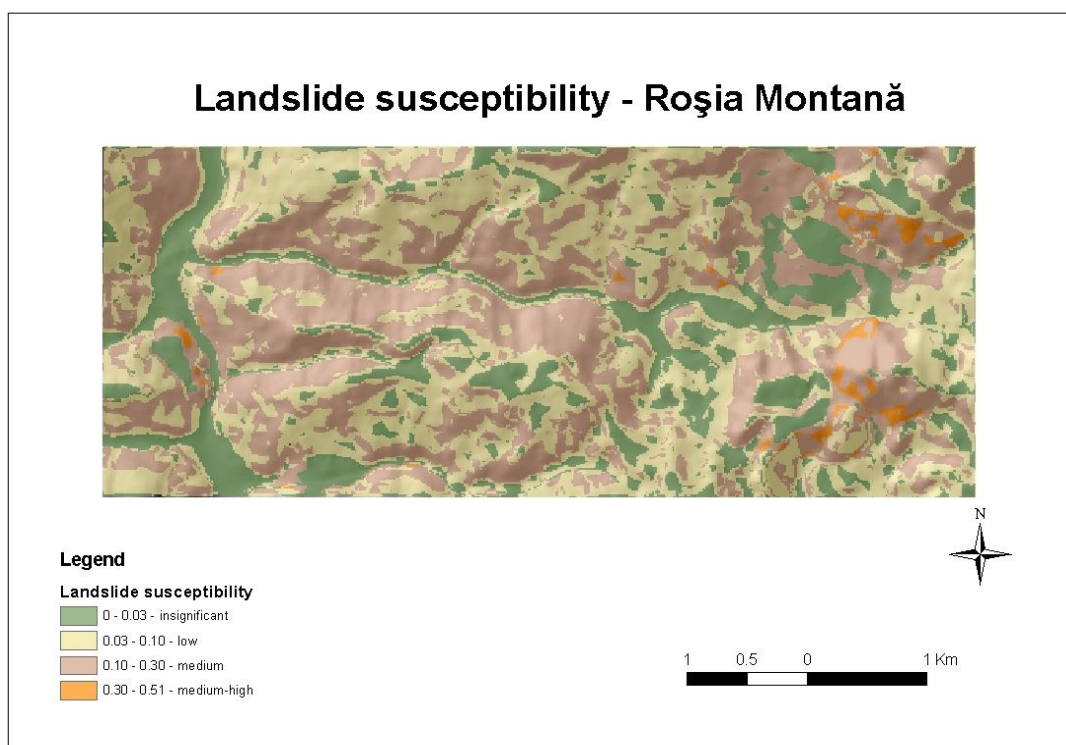 Landslide susceptibility - Roşia Montană
N
Legend
Landslide susceptibility
0 - 0.03 - insignificant
0.03 - 0.10 - low
0.10 - 0.30 - medium
0.30 - 0.51 - medium-high
1 0.5 0 1 Km